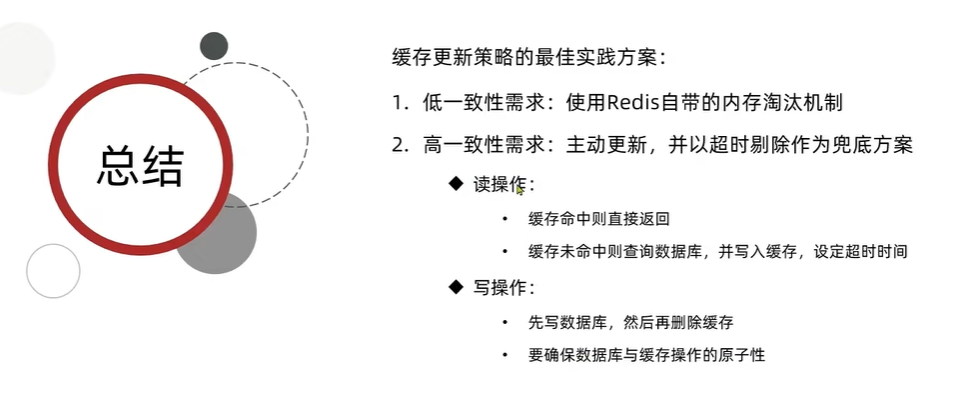 总结
缓存更新策略的最佳实践方案：
1. 低一致性需求：使用Redis自带的内存淘汰机制
2. 高一致性需求：主动更新，并以超时剔除作为兜底方案
◆ 读操作：
• 缓存命中则直接返回
• 缓存未命中则查询数据库，并写入缓存，设定超时时间
◆ 写操作：
• 先写数据库，然后再删除缓存
• 要确保数据库与缓存操作的原子性